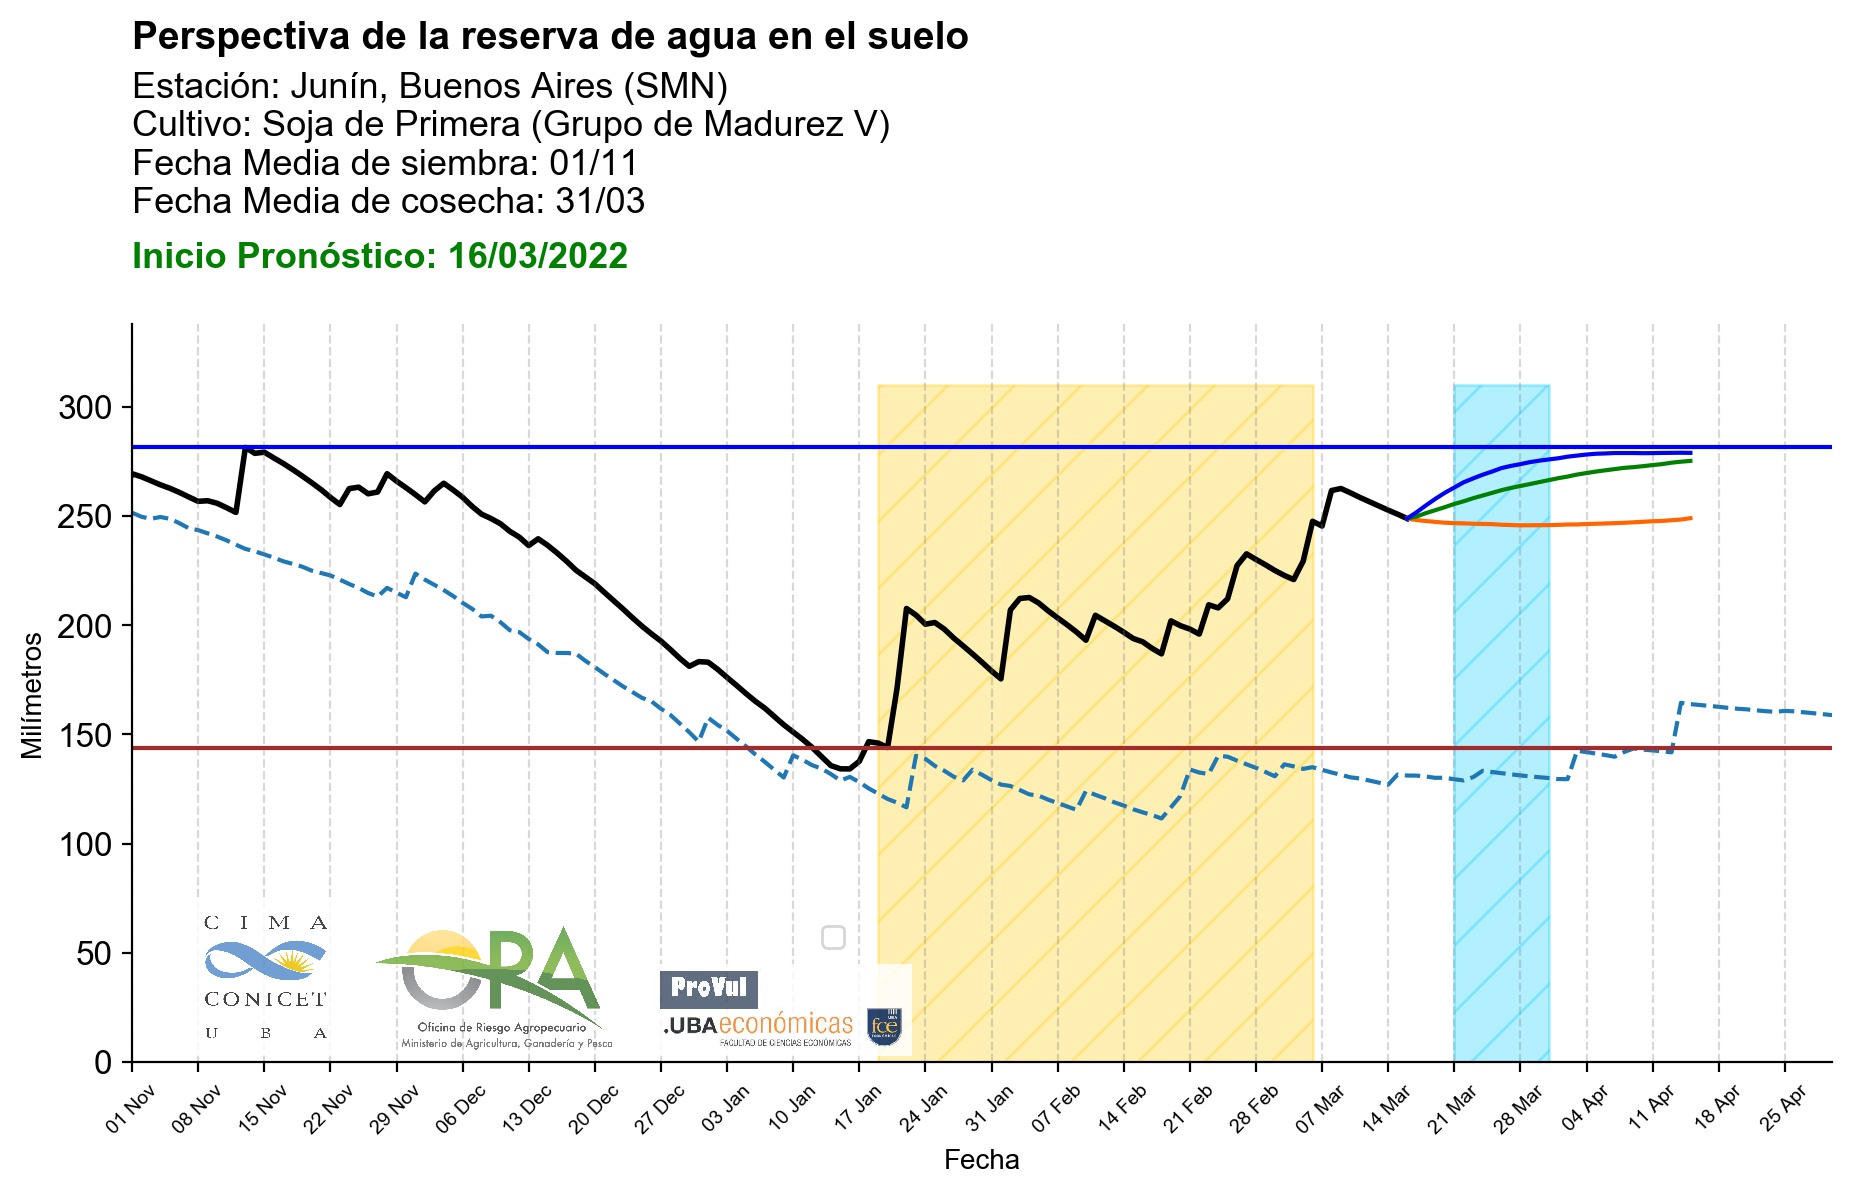 Perspectiva de la reserva de agua en el suelo
Estación: Junín, Buenos Aires (SMN)
Cultivo: Soja de Primera (Grupo de Madurez V)
Fecha Media de siembra: 01/11
Fecha Media de cosecha: 31/03
Inicio Pronóstico: 16/03/2022
300
250
200
150
100
50
0
Milímetros
C I M A
CONICET
U B A
ORA
Oficina de Riesgo Agropecuario
Ministerio de Agricultura, Ganadería y Pesca
ProVul
.UBAeconómicas
FACULTAD DE CIENCIAS ECONÓMICAS
UBA
fce
ECONÓMICAS
01 Nov
08 Nov
15 Nov
22 Nov
29 Nov
06 Dec
13 Dec
20 Dec
27 Dec
03 Jan
10 Jan
17 Jan
24 Jan
31 Jan
07 Feb
14 Feb
21 Feb
28 Feb
07 Mar
14 Mar
21 Mar
28 Mar
04 Apr
11 Apr
18 Apr
25 Apr
Fecha